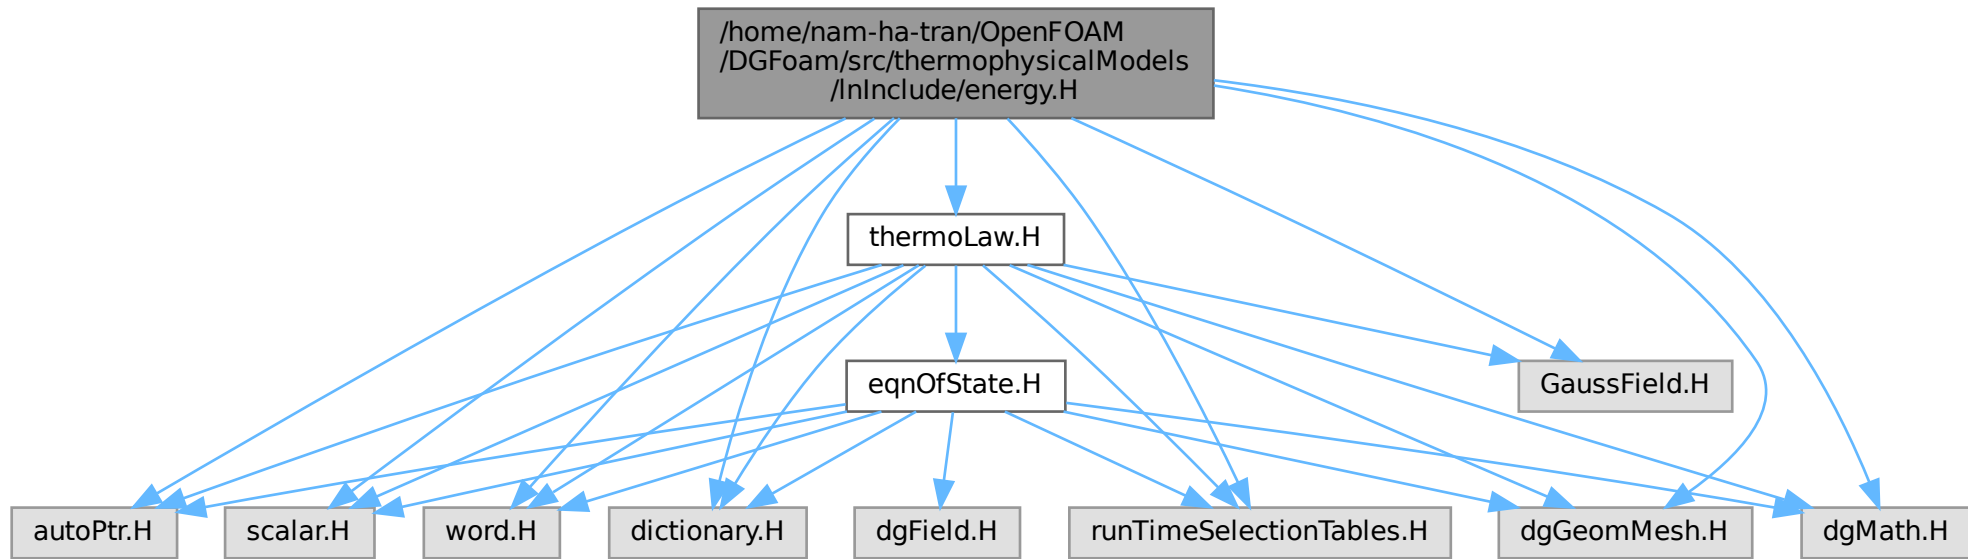 /home/nam-ha-tran/OpenFOAM
/DGFoam/src/thermophysicalModels
/lnInclude/energy.H
thermoLaw.H
eqnOfState.H
GaussField.H
autoPtr.H
scalar.H
word.H
dictionary.H
dgField.H
runTimeSelectionTables.H
dgGeomMesh.H
dgMath.H